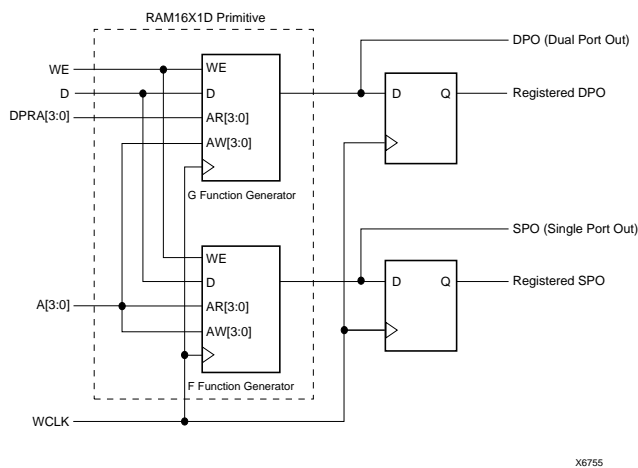 RAM16X1D Primitive
WE
D
DPRA[3:0]
A[3:0]
WCLK
WE
D
AR[3:0]
AW[3:0]
G Function Generator
WE
D
AR[3:0]
AW[3:0]
F Function Generator
D Q
D Q
DPO (Dual Port Out)
Registered DPO
SPO (Single Port Out)
Registered SPO
X6755